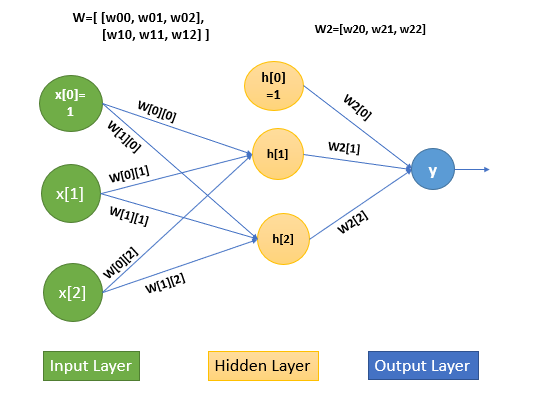 W=[ [w00, w01, w02],
[w10, w11, w12] ]
W2=[w20, w21, w22]
x[0]=
1
h[0]
=1
W[0][0]
W2[0]
W[1][0]
h[1]
W2[1]
y
W[0][1]
x[1]
W[1][1]
W2[2]
h[2]
W[0][2]
W[1][2]
x[2]
Input Layer
Hidden Layer
Output Layer